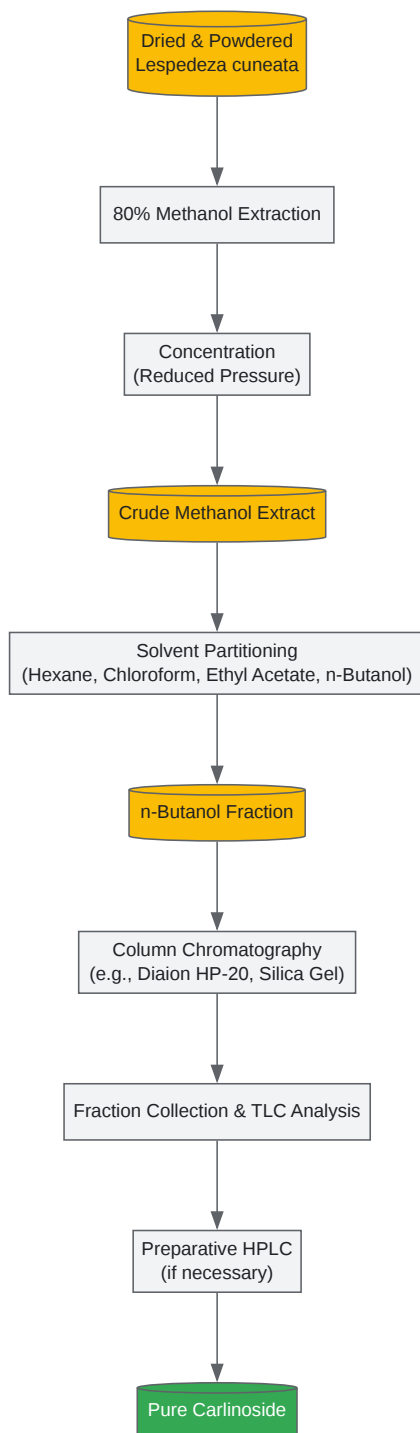 Dried & Powdered
Lespedeza cuneata
80% Methanol Extraction
Concentration
(Reduced Pressure)
Crude Methanol Extract
Solvent Partitioning
(Hexane, Chloroform, Ethyl Acetate, n-Butanol)
n-Butanol Fraction
Column Chromatography
(e.g., Diaion HP-20, Silica Gel)
Fraction Collection & TLC Analysis
Preparative HPLC
(if necessary)
Pure Carlinoside